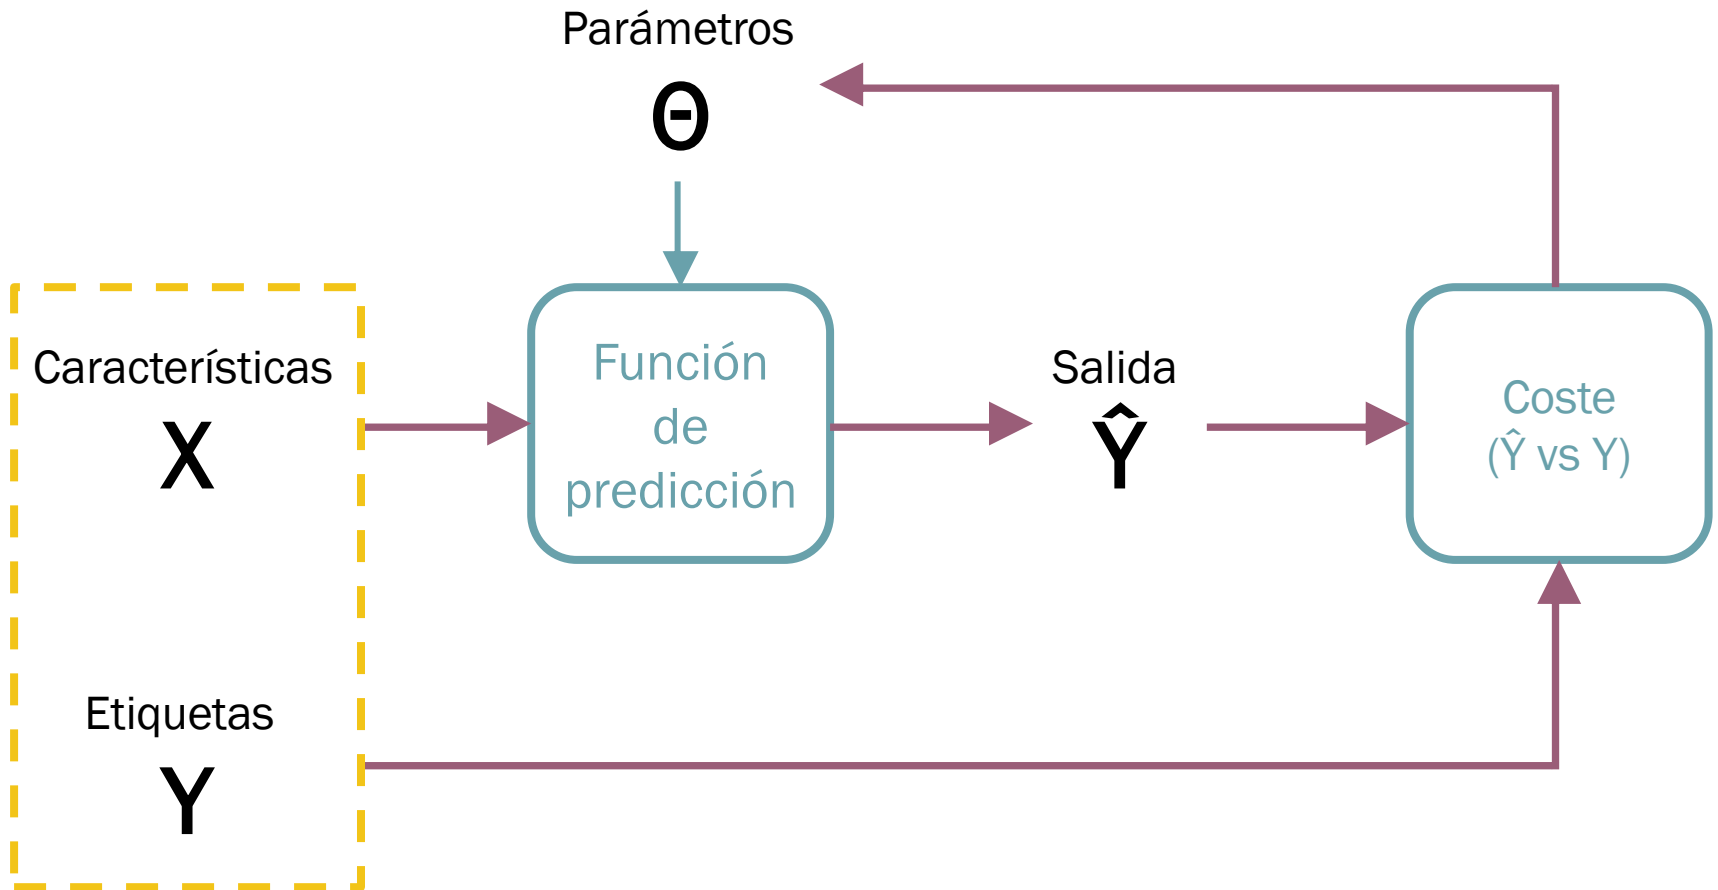 Parámetros
Θ
Características
X
Función
de
predicción
Salida
Ŷ
Coste
(Ŷ vs Y)
Etiquetas
Y